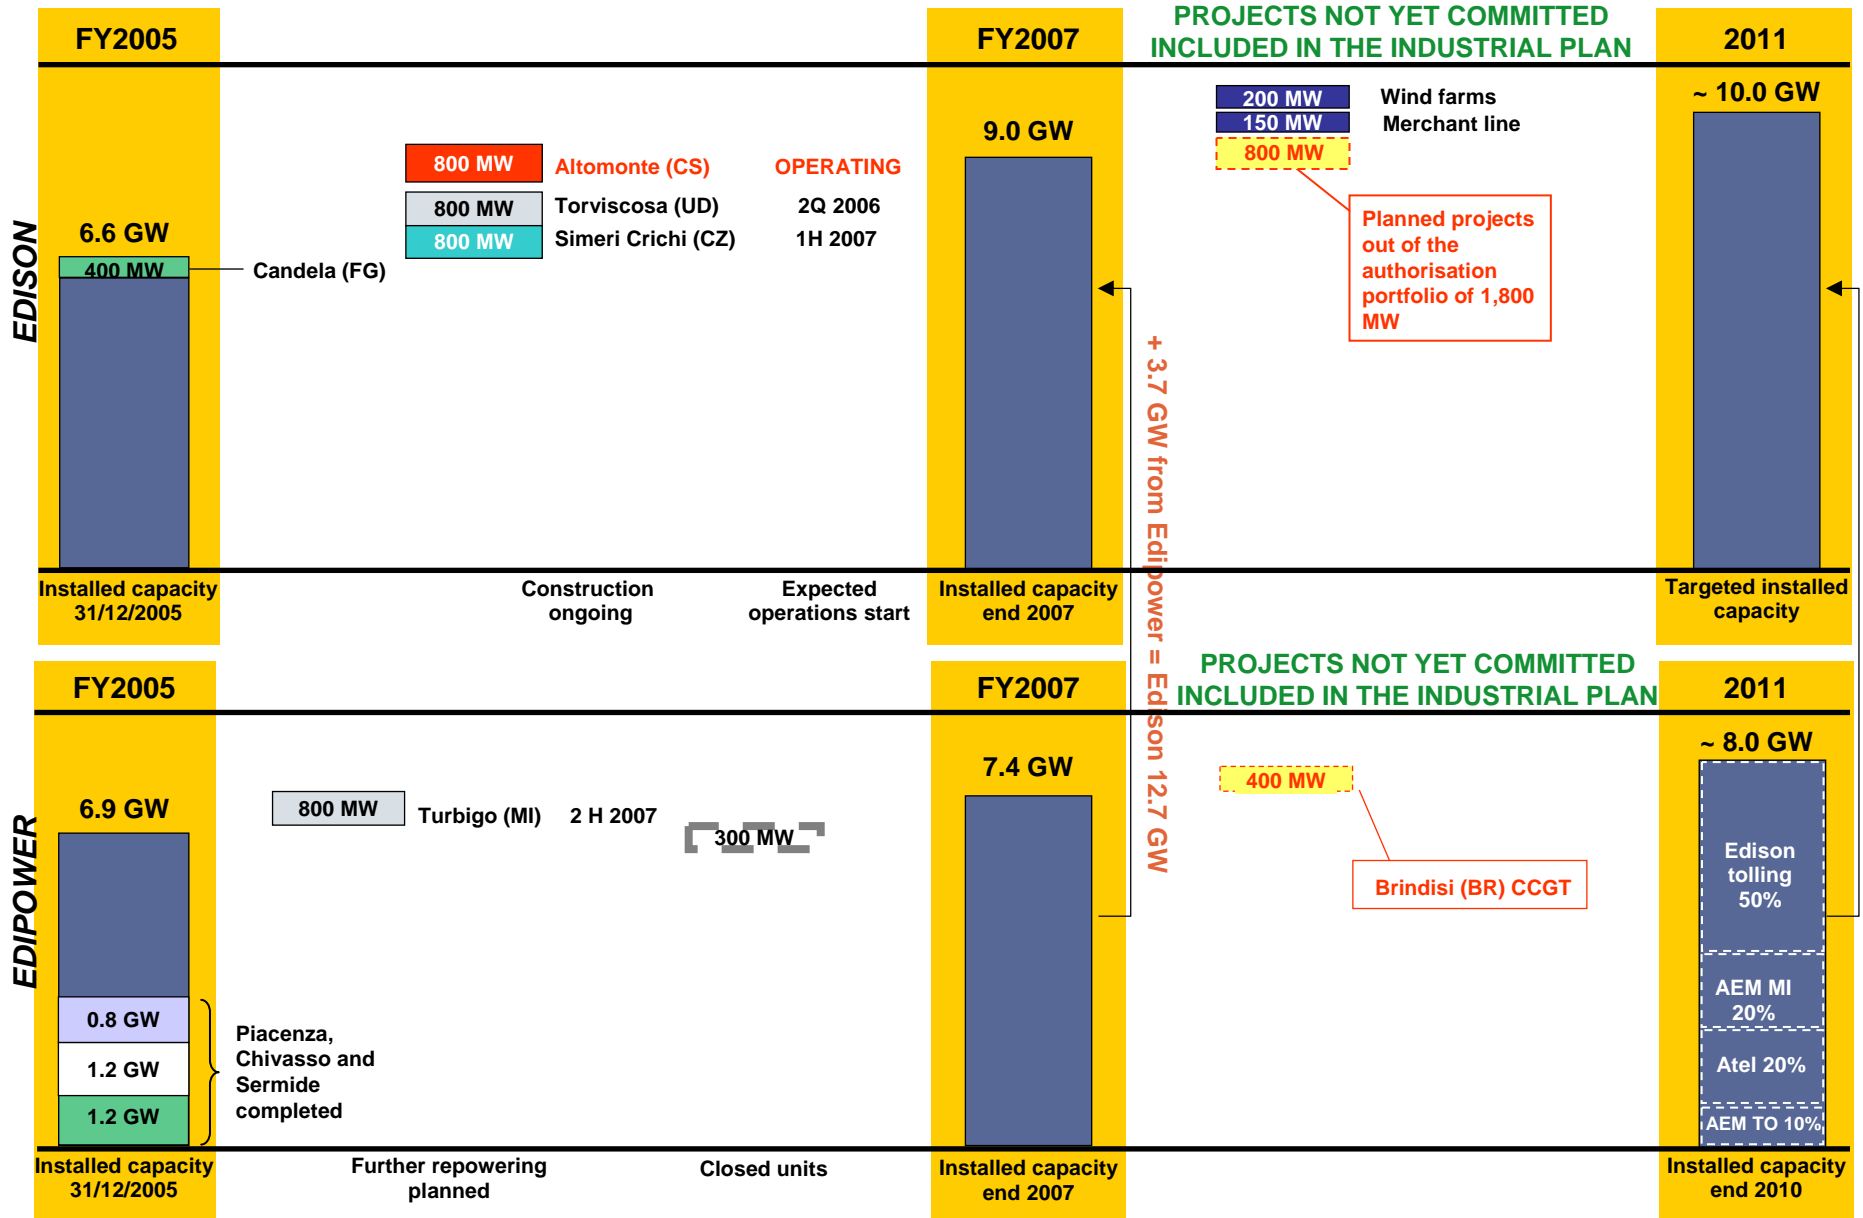 FY2005
FY2007
PROJECTS NOT YET COMMITTED
INCLUDED IN THE INDUSTRIAL PLAN
2011
EDISON
6.6 GW
400 MW
Candela (FG)
800 MW Altomonte (CS) OPERATING
800 MW Torviscosa (UD) 2Q 2006
800 MW Simeri Crichi (CZ) 1H 2007
9.0 GW
200 MW Wind farms
150 MW Merchant line
800 MW
Planned projects
out of the
authorisation
portfolio of 1,800
MW
~ 10.0 GW
+ 3.7 GW from Edipower = Edison 12.7 GW
Installed capacity
31/12/2005
Construction
ongoing
Expected
operations start
Installed capacity
end 2007
Targeted installed
capacity
FY2005
FY2007
PROJECTS NOT YET COMMITTED
INCLUDED IN THE INDUSTRIAL PLAN
2011
EDIPOWER
6.9 GW
0.8 GW
1.2 GW
1.2 GW
Piacenza,
Chivasso and
Sermide
completed
800 MW Turbigo (MI) 2 H 2007
300 MW
7.4 GW
400 MW
Brindisi (BR) CCGT
~ 8.0 GW
Edison
tolling
50%
AEM MI
20%
Atel 20%
AEM TO 10%
Installed capacity
31/12/2005
Further repowering
planned
Closed units
Installed capacity
end 2007
Installed capacity
end 2010